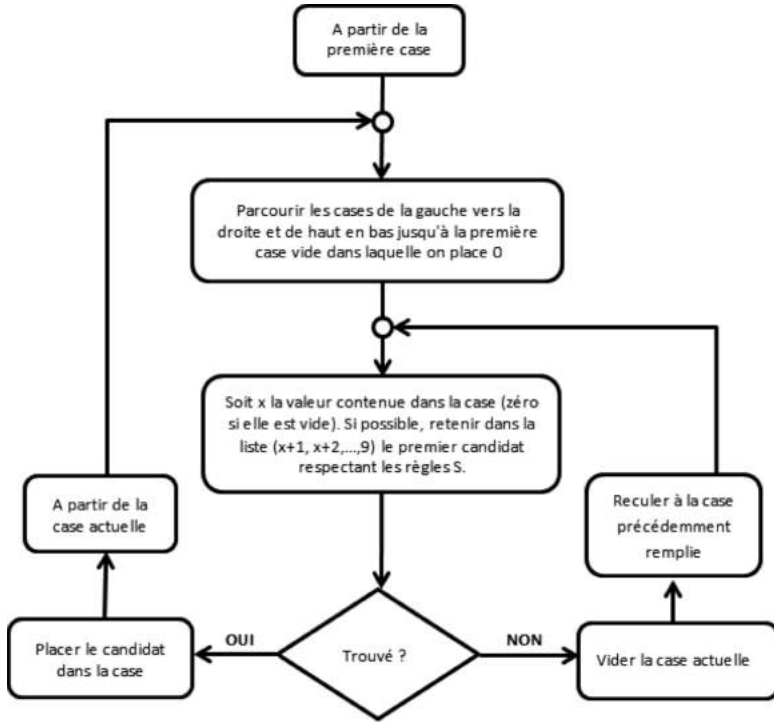 A partir de la
première case
Parcourir les cases de la gauche vers la
droite et de haut en bas jusqu'à la première
case vide dans laquelle on place 0
Soit x la valeur contenue dans la case (zéro
si elle est vide). Si possible, retenir dans la
liste (x+1, x+2,...,9) le premier candidat
respectant les règles S.
A partir de la
case actuelle
Reculer à la case
précédemment
remplie
Placer le candidat
dans la case
OUI
Trouvé ?
NON
Vider la case actuelle